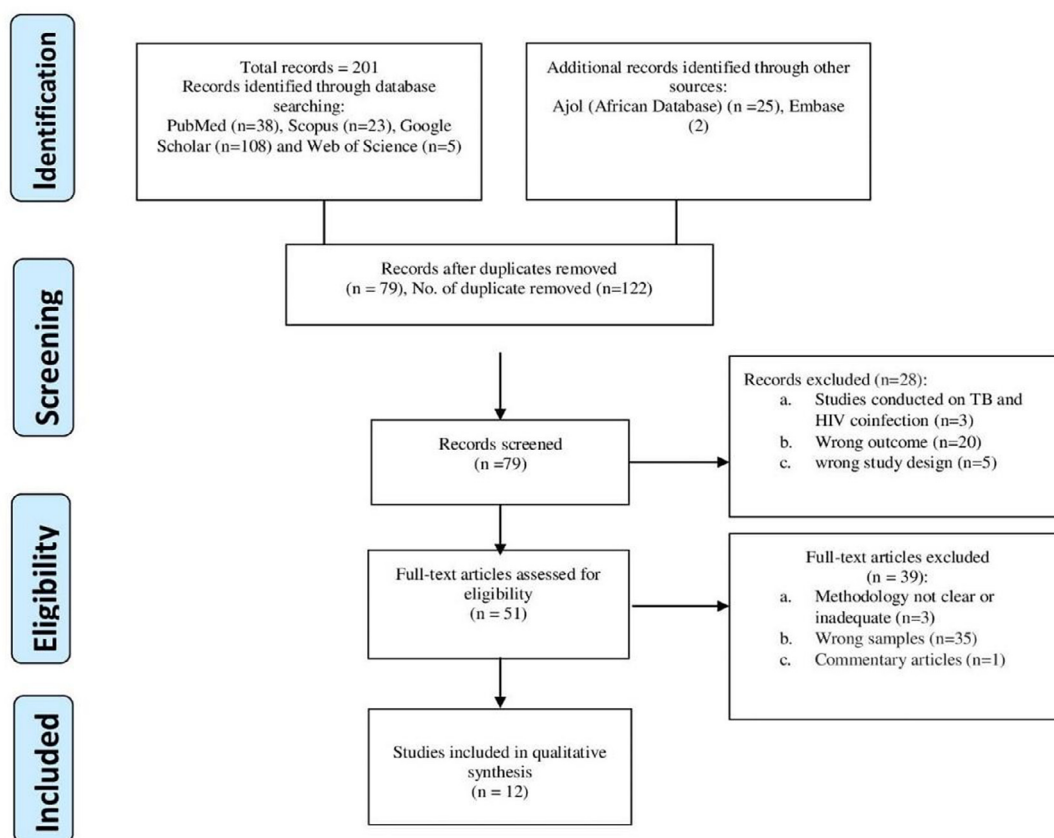 Identification
Total records = 201
Records identified through database
searching:
PubMed (n=38), Scopus (n=23), Google
Scholar (n=108) and Web of Science (n=5)
Additional records identified through other
sources:
Ajol (African Database) (n =25), Embase
(2)
Screening
Records after duplicates removed
(n = 79), No. of duplicate removed (n=122)
Records screened
(n =79)
Records excluded (n=28):
a. Studies conducted on TB and
HIV coinfection (n=3)
b. Wrong outcome (n=20)
c. wrong study design (n=5)
Eligibility
Full-text articles assessed for
eligibility
(n = 51)
Full-text articles excluded
(n = 39):
a. Methodology not clear or
inadequate (n=3)
b. Wrong samples (n=35)
c. Commentary articles (n=1)
Included
Studies included in qualitative
synthesis
(n = 12)